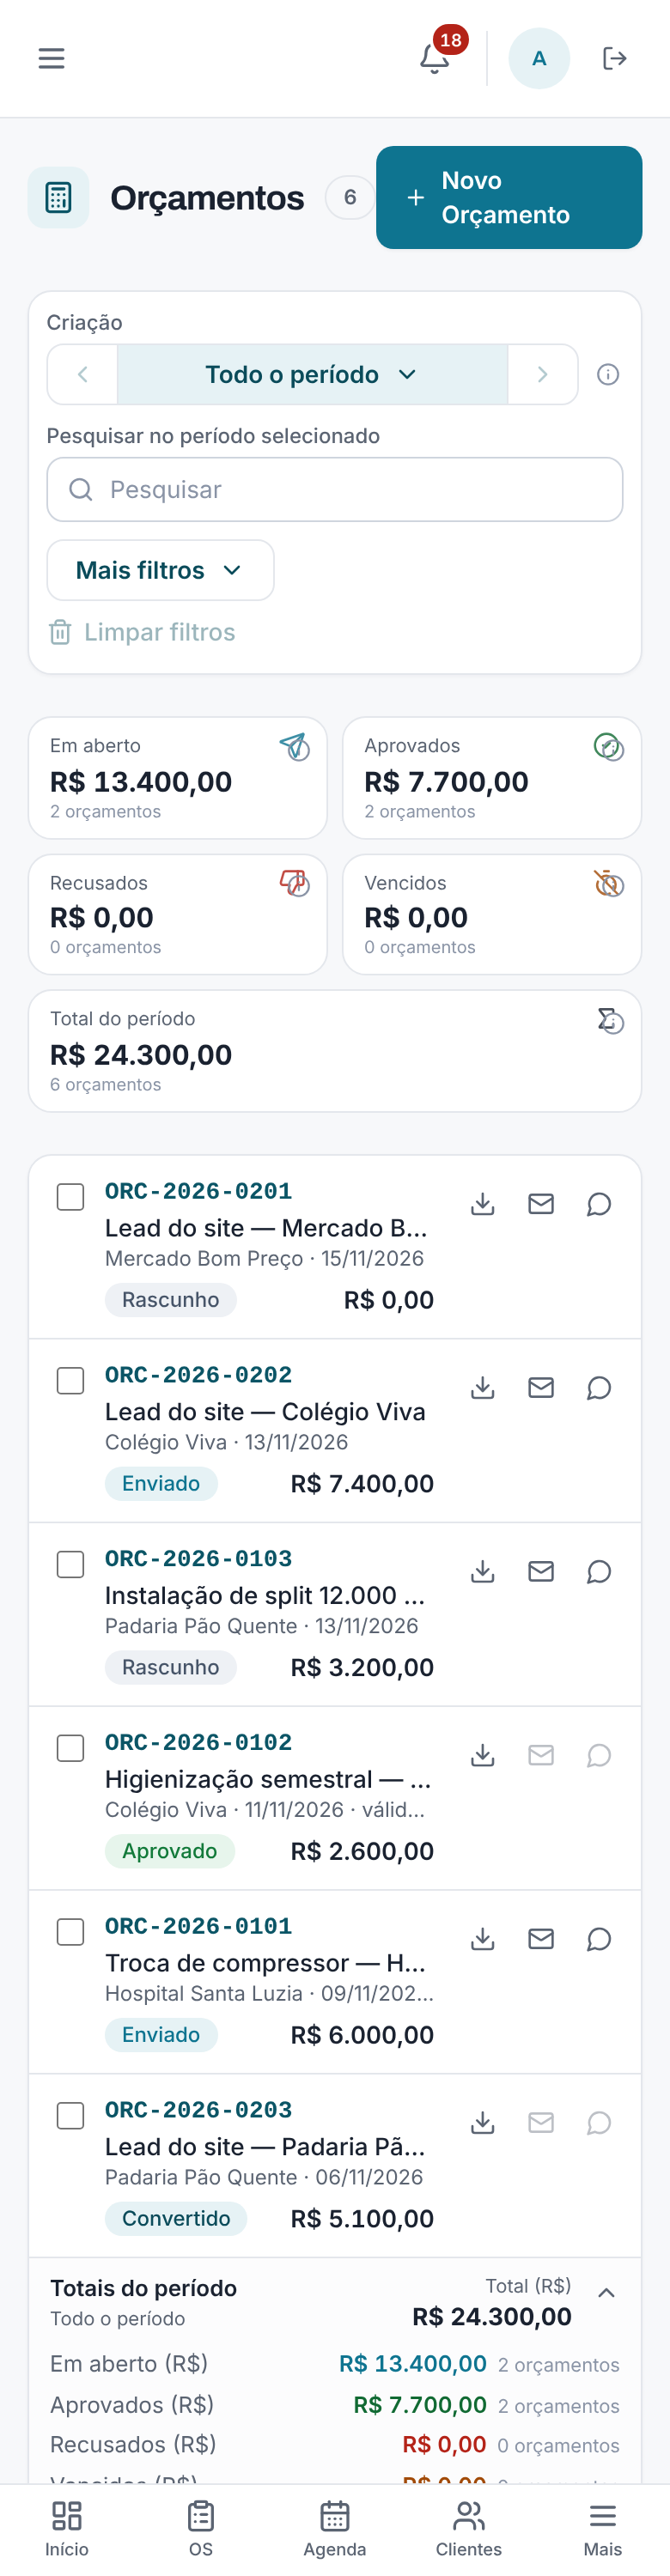 18
A
Orçamentos
6
Novo
Orçamento
Criação
Todo o período
Pesquisar no período selecionado
Pesquisar
Mais filtros
Limpar filtros
Em aberto
R$ 13.400,00
2 orçamentos
Aprovados
R$ 7.700,00
2 orçamentos
Recusados
R$ 0,00
0 orçamentos
Vencidos
R$ 0,00
0 orçamentos
Total do período
R$ 24.300,00
6 orçamentos
ORC-2026-0201
Lead do site — Mercado B...
Mercado Bom Preço · 15/11/2026
Rascunho R$ 0,00
ORC-2026-0202
Lead do site — Colégio Viva
Colégio Viva · 13/11/2026
Enviado R$ 7.400,00
ORC-2026-0103
Instalação de split 12.000 ...
Padaria Pão Quente · 13/11/2026
Rascunho R$ 3.200,00
ORC-2026-0102
Higienização semestral — ...
Colégio Viva · 11/11/2026 · válid...
Aprovado R$ 2.600,00
ORC-2026-0101
Troca de compressor — H...
Hospital Santa Luzia · 09/11/202...
Enviado R$ 6.000,00
ORC-2026-0203
Lead do site — Padaria Pã...
Padaria Pão Quente · 06/11/2026
Convertido R$ 5.100,00
Totais do período
Todo o período
Total (R$)
R$ 24.300,00
Em aberto (R$) R$ 13.400,00 2 orçamentos
Aprovados (R$) R$ 7.700,00 2 orçamentos
Recusados (R$) R$ 0,00 0 orçamentos
Início
OS
Agenda
Clientes
Mais